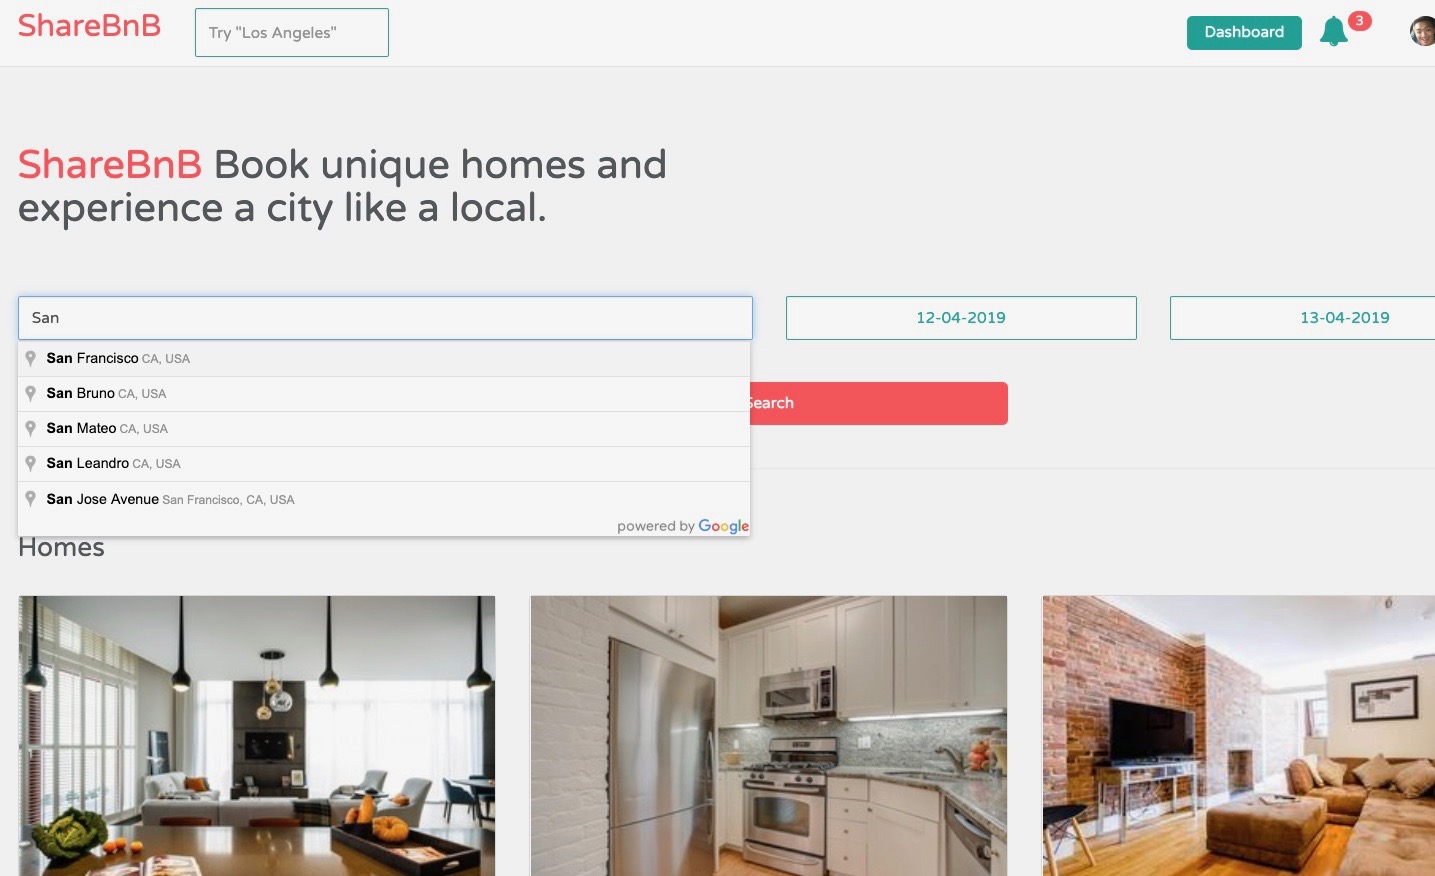 ShareBnB
Try "Los Angeles"
Dashboard
3
ShareBnB Book unique homes and
experience a city like a local.
San
12-04-2019
13-04-2019
San Francisco CA, USA
San Bruno CA, USA
Search
San Mateo CA, USA
San Leandro CA, USA
San Jose Avenue San Francisco, CA, USA
powered by Google
Homes